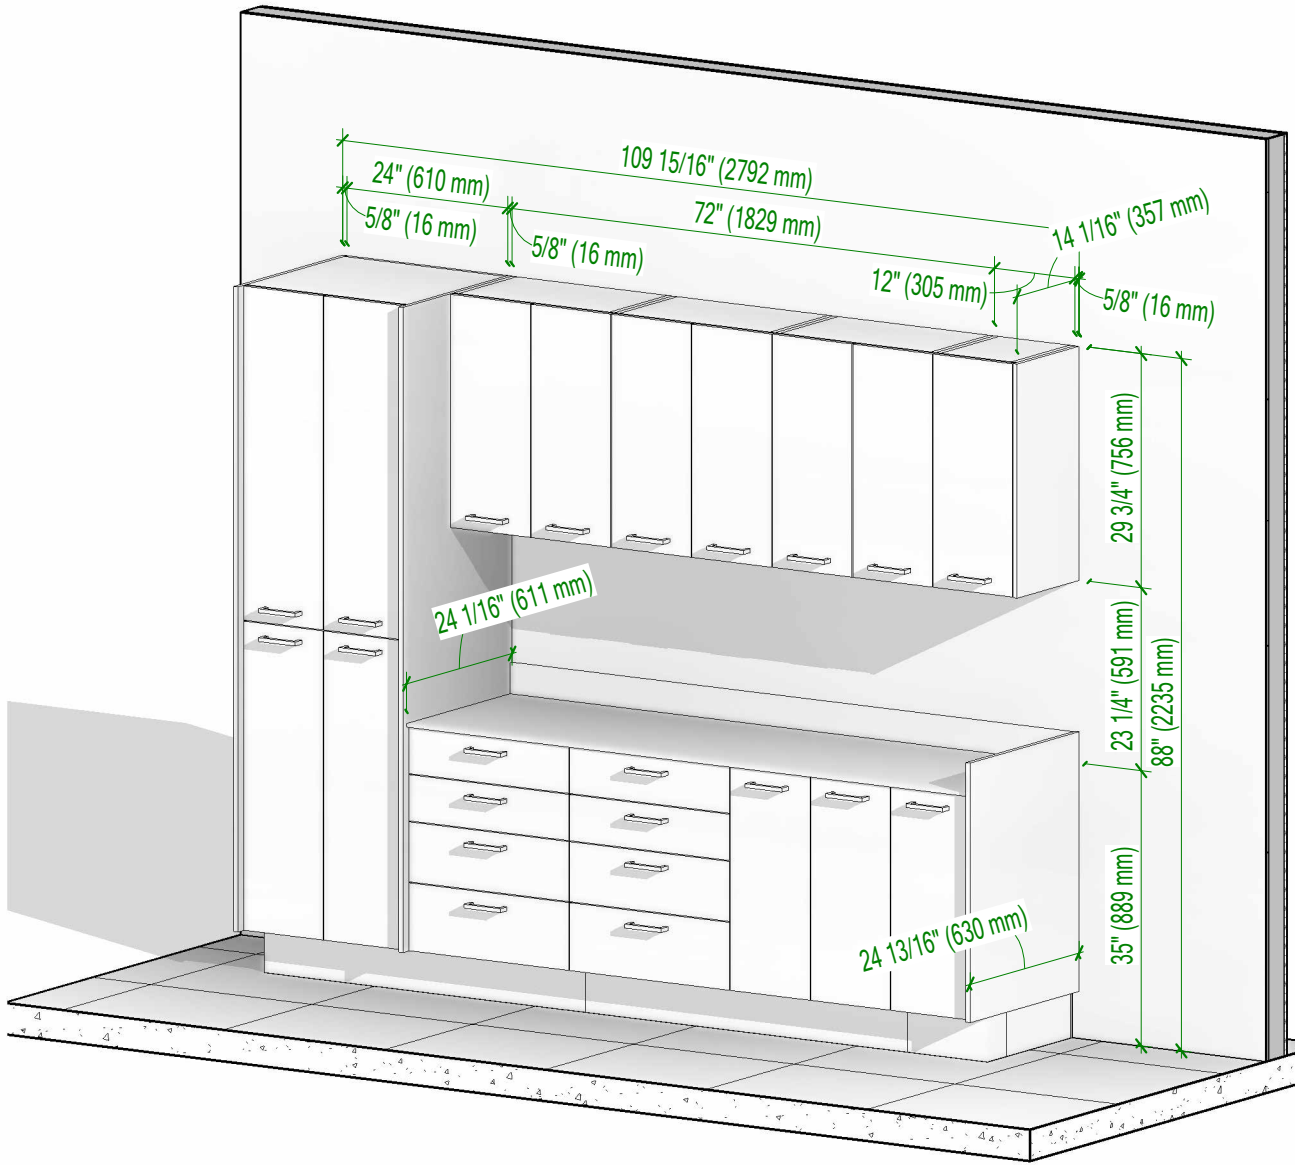 109 15/16" (2792 mm)
24" (610 mm)
72" (1829 mm)
14 1/16" (357 mm)
5/8" (16 mm)
5/8" (16 mm)
12" (305 mm)
5/8" (16 mm)
29 3/4" (756 mm)
24 1/16" (611 mm)
23 1/4" (591 mm)
88" (2235 mm)
35" (889 mm)
24 13/16" (630 mm)